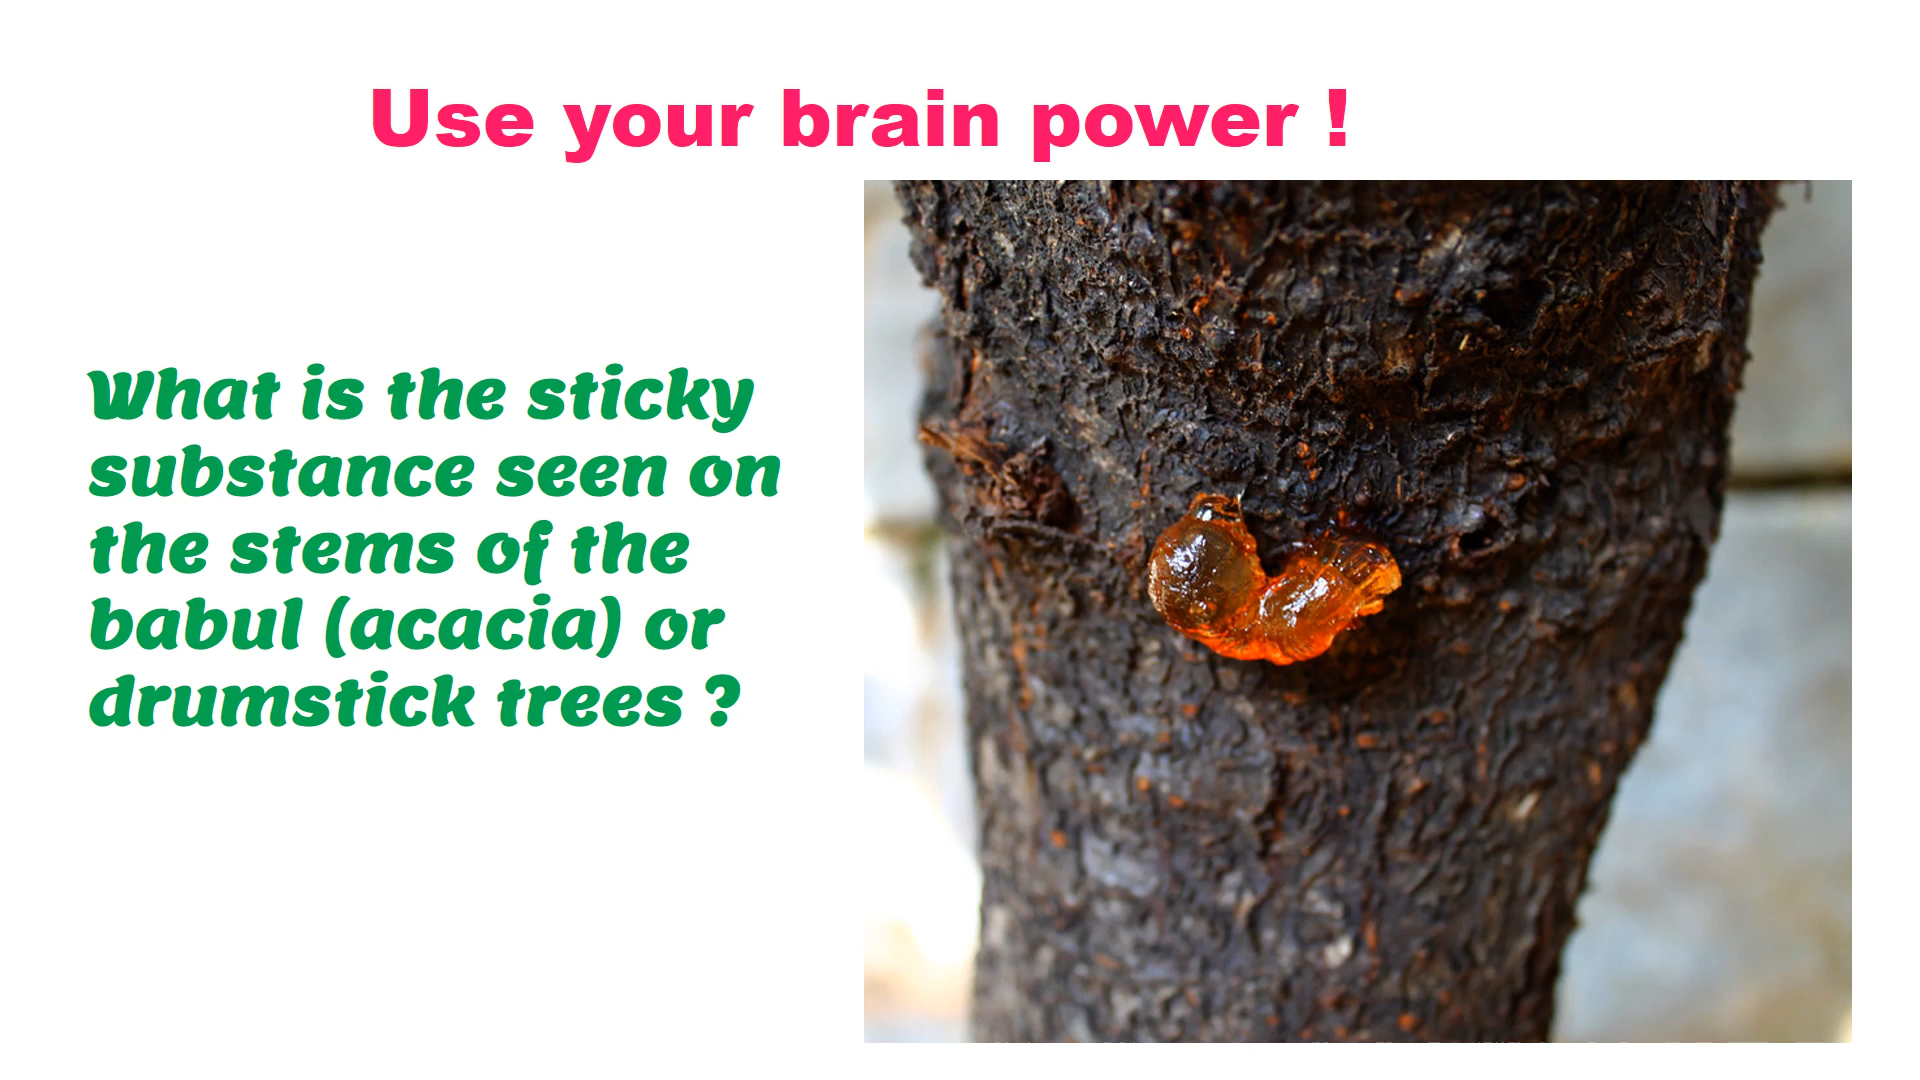 Use your brain power !
What is the sticky
substance seen on
the stems of the
babul (acacia) or
drumstick trees ?